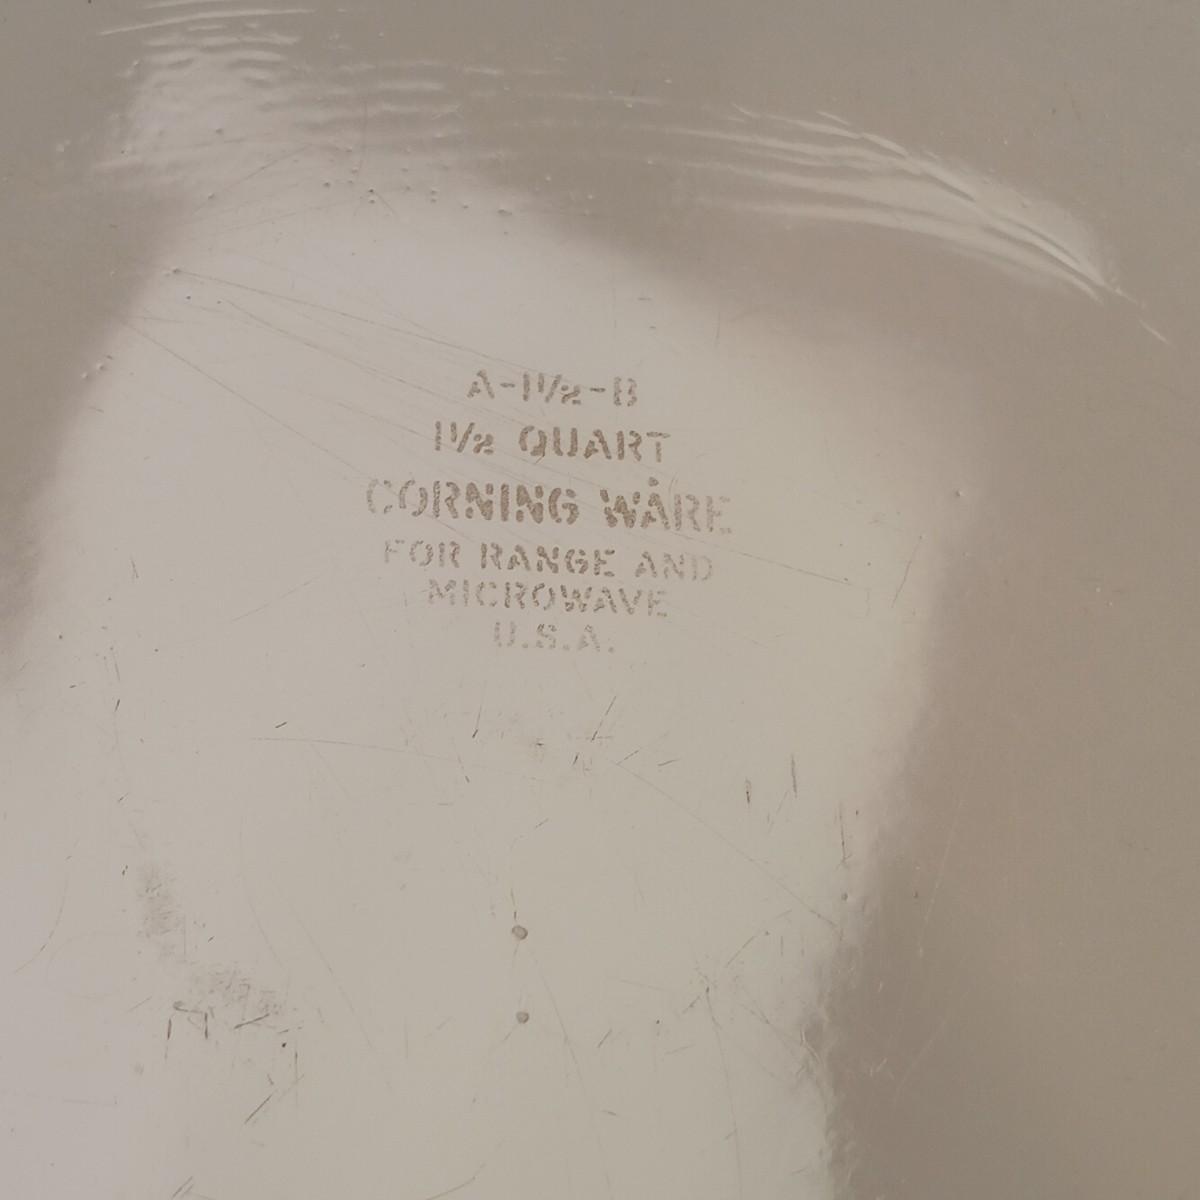 A-1½-B
1½ QUART
CORNING WARE
FOR RANGE AND
MICROWAVE
U.S.A.